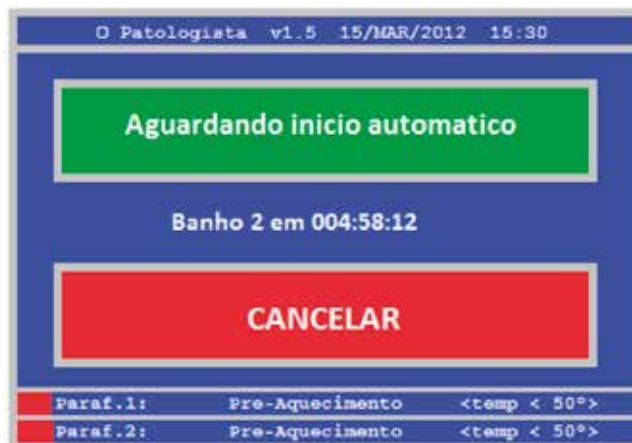 O Patologista v1.5 15/MAR/2012 15:30
Aguardando inicio automatico
Banho 2 em 004:58:12
CANCELAR
Paraf.1: Pre-Aquecimento <temp < 50°>
Paraf.2: Pre-Aquecimento <temp < 50°>